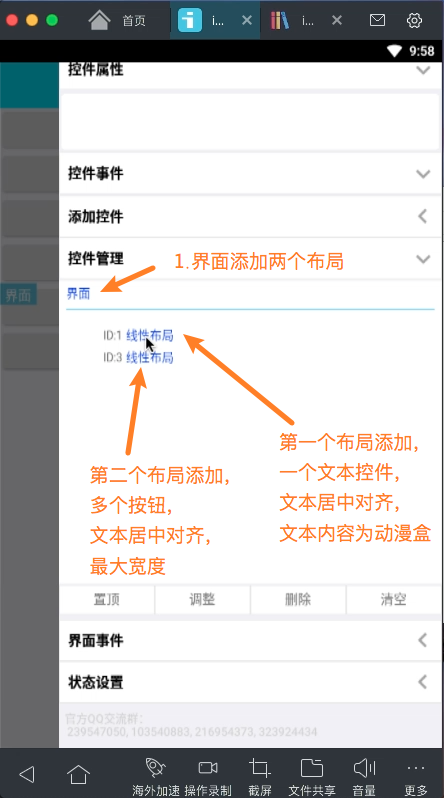 首页
i...
i...
9:58
控件属性
控件事件
添加控件
控件管理
1.界面添加两个布局
界面
界面
ID:1 线性布局
ID:3 线性布局
第一个布局添加,
一个文本控件,
文本居中对齐,
文本内容为动漫盒
第二个布局添加,
多个按钮,
文本居中对齐,
最大宽度
置顶
调整
删除
清空
界面事件
状态设置
官方QQ交流群:
239547050, 103540883, 216954373, 323924434
海外加速
操作录制
截屏
文件共享
音量
更多